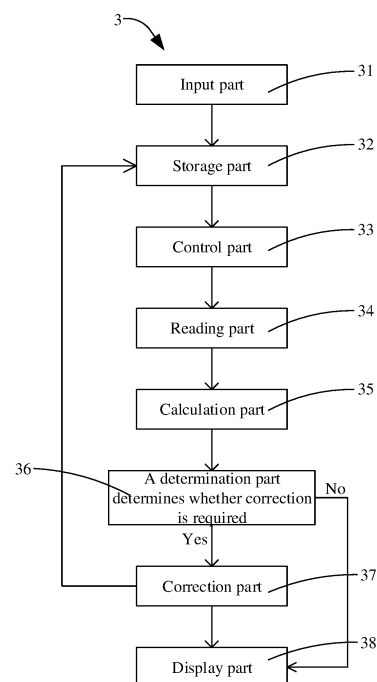 3
Input part
31
Storage part
32
Control part
33
Reading part
34
Calculation part
35
36
A determination part
determines whether correction
is required
No
Yes
Correction part
37
Display part
38